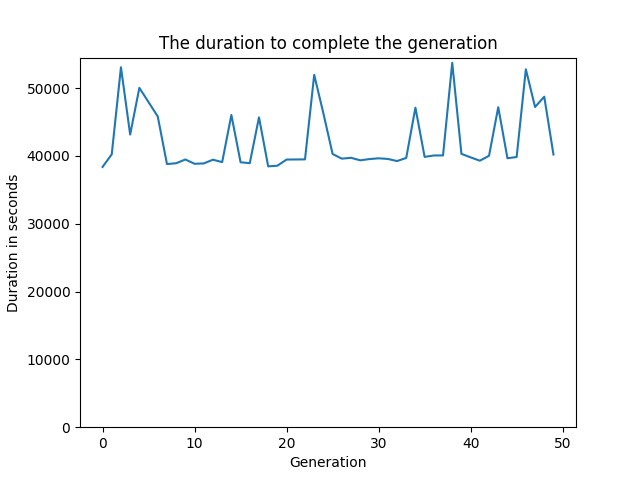 The duration to complete the generation
50000
40000
30000
20000
10000
0
Duration in seconds
0 10 20 30 40 50
Generation